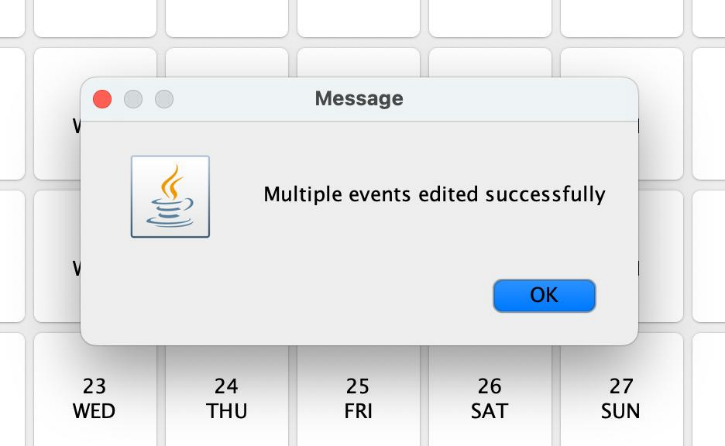 Message
Multiple events edited successfully
OK
23
WED
24
THU
25
FRI
26
SAT
27
SUN